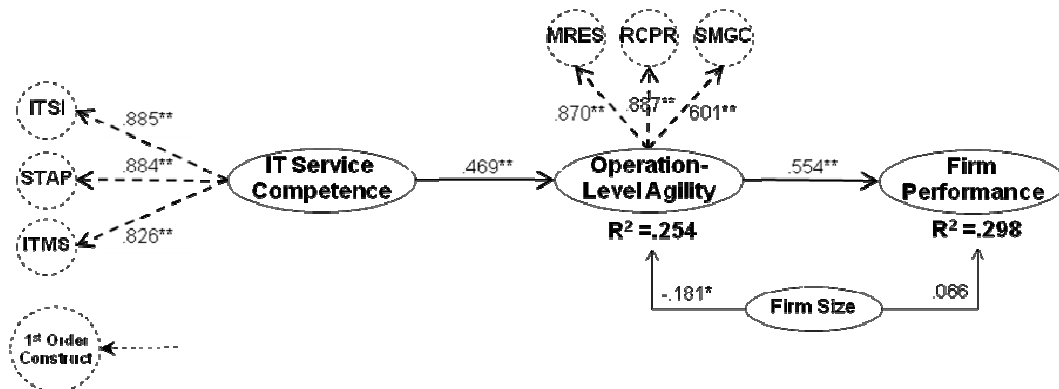 MRES
RCPR
SMGC
ITSI
.870**
.887**
.601**
.885**
STAP
.884**
IT Service
Competence
.469**
Operation-
Level Agility
.554**
Firm
Performance
ITMS
.826**
R² =.254
R² =.298
-.181*
Firm Size
.066
1st Order
Construct